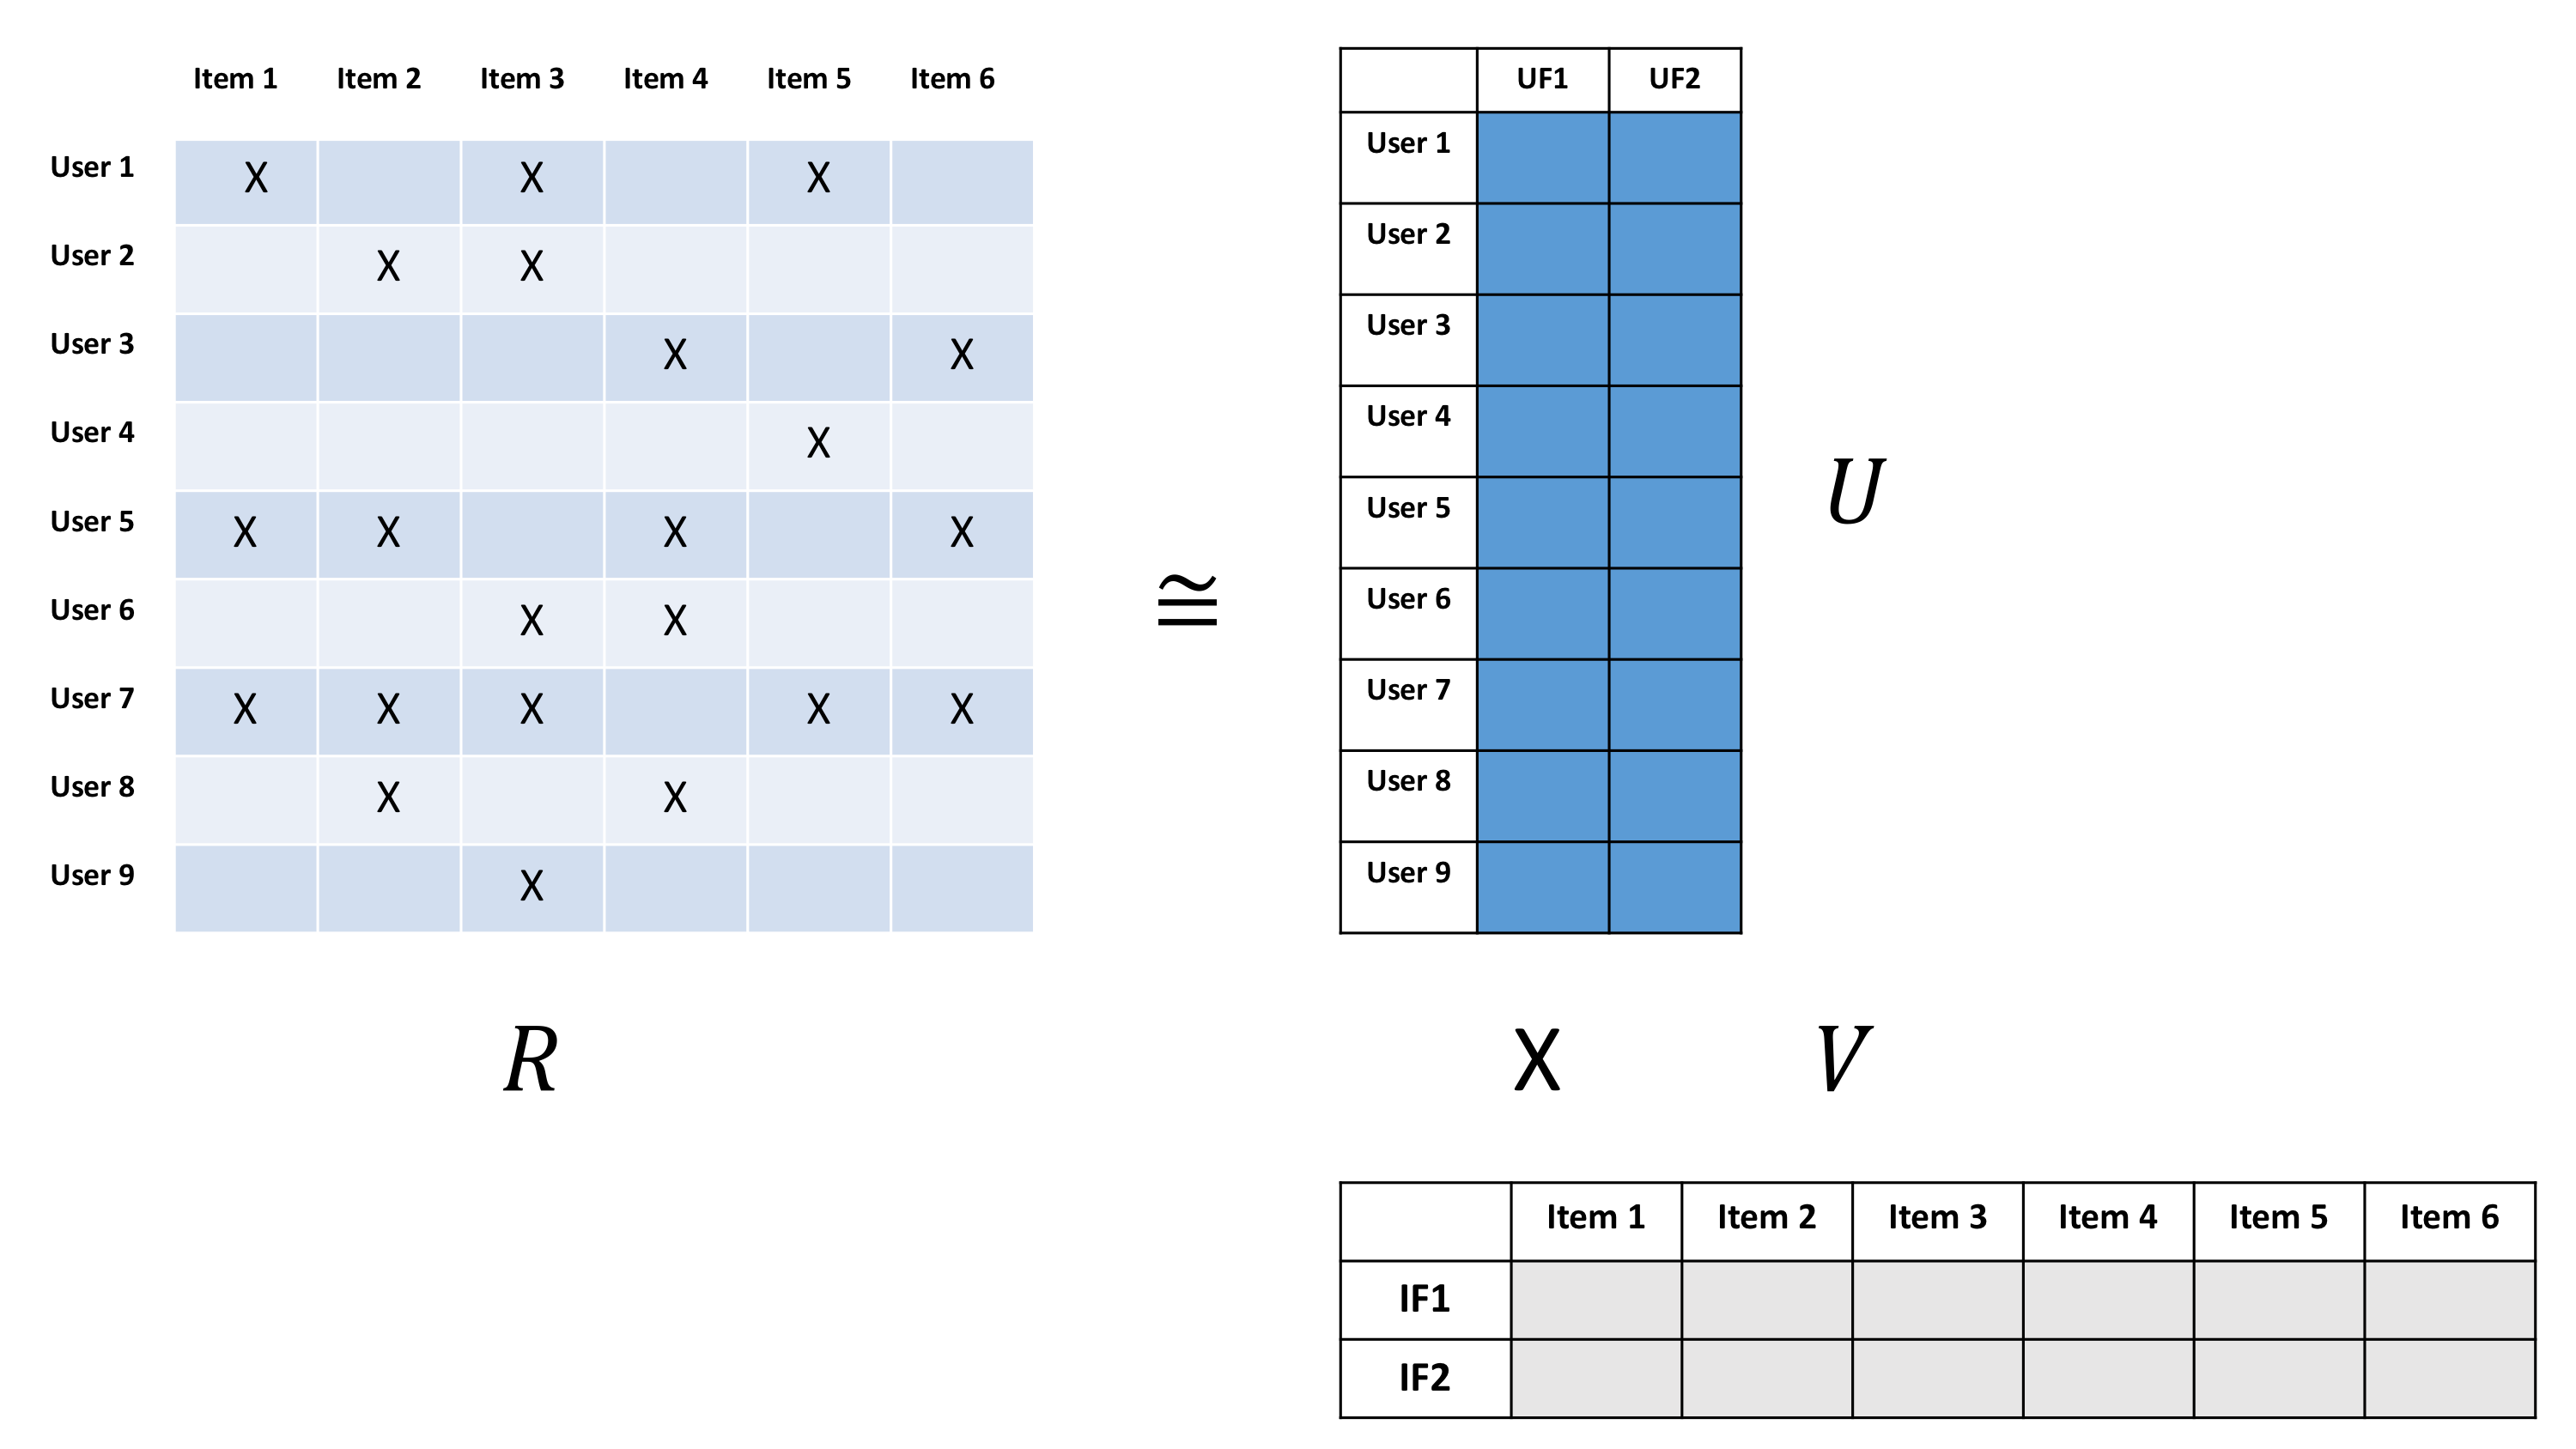 Item 1 Item 2 Item 3 Item 4 Item 5 Item 6
User 1 X X X
User 2 X X
User 3 X X
User 4 X
User 5 X X X X
User 6 X X
User 7 X X X X X
User 8 X X
User 9 X
R
≅
UF1 UF2
User 1
User 2
User 3
User 4
User 5
User 6
User 7
User 8
User 9
U
X V
Item 1 Item 2 Item 3 Item 4 Item 5 Item 6
IF1
IF2